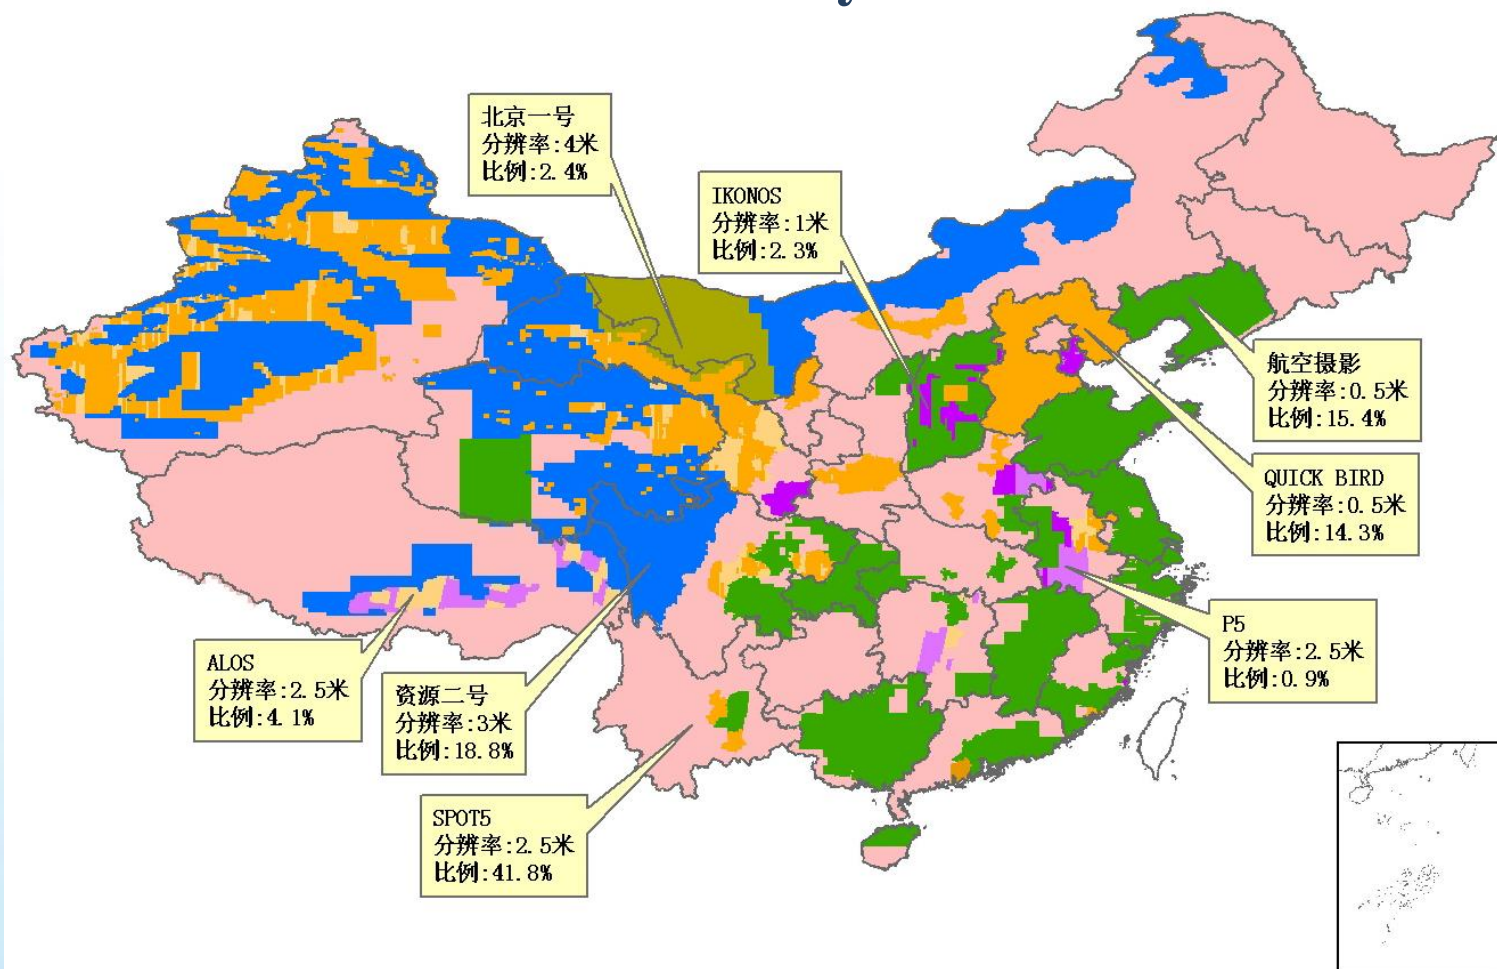 北京一号
分辨率:4米
比例:2.4%
IKONOS
分辨率:1米
比例:2.3%
航空摄影
分辨率:0.5米
比例:15.4%
QUICK BIRD
分辨率:0.5米
比例:14.3%
P5
分辨率:2.5米
比例:0.9%
ALOS
分辨率:2.5米
比例:4.1%
资源二号
分辨率:3米
比例:18.8%
SPOT5
分辨率:2.5米
比例:41.8%